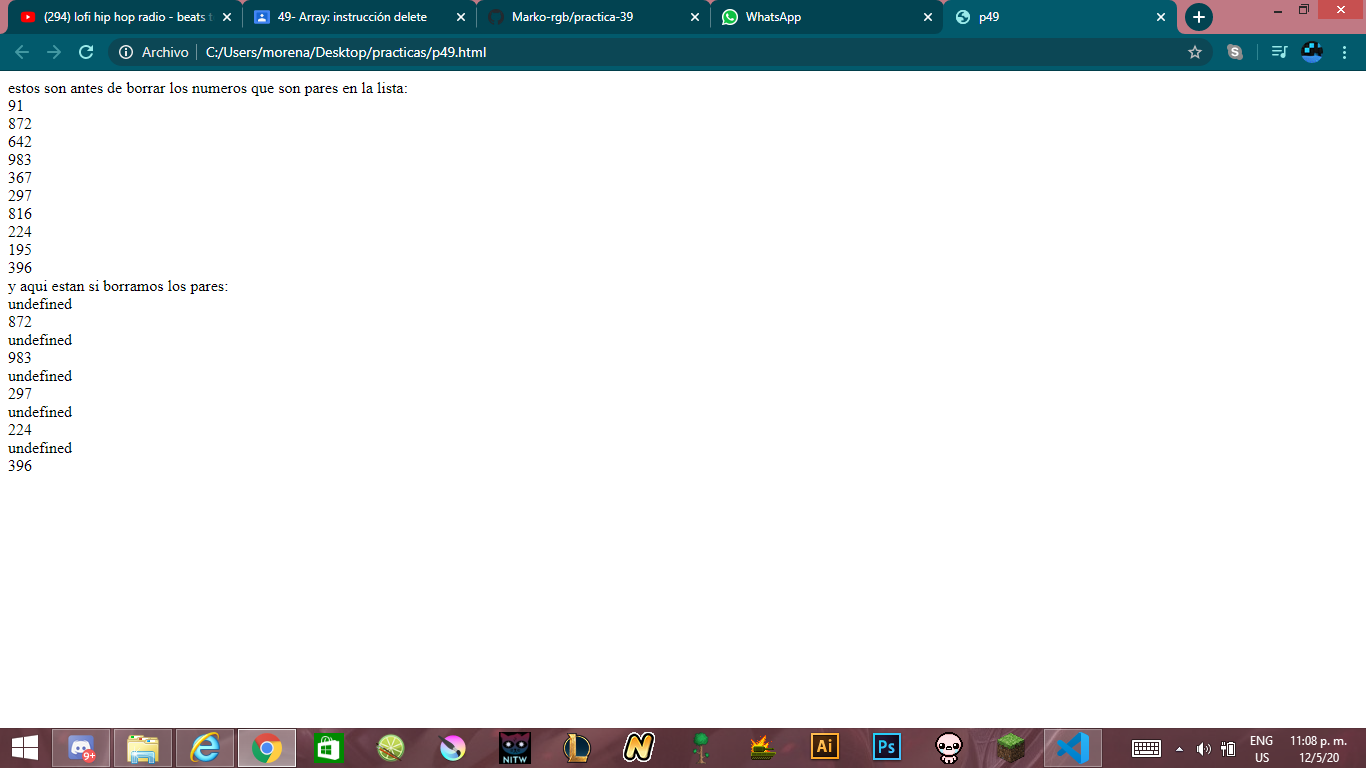 (294) lofi hip hop radio - beats t
49- Array: instrucción delete
Marko-rgb/practica-39
WhatsApp
p49
Archivo
C:/Users/morena/Desktop/practicas/p49.html
estos son antes de borrar los numeros que son pares en la lista:
91
872
642
983
367
297
816
224
195
396
y aqui estan si borramos los pares:
undefined
872
undefined
983
undefined
297
undefined
224
undefined
396
9+
NITW
L
N
Ai
Ps
ENG
US
11:08 p. m.
12/5/20